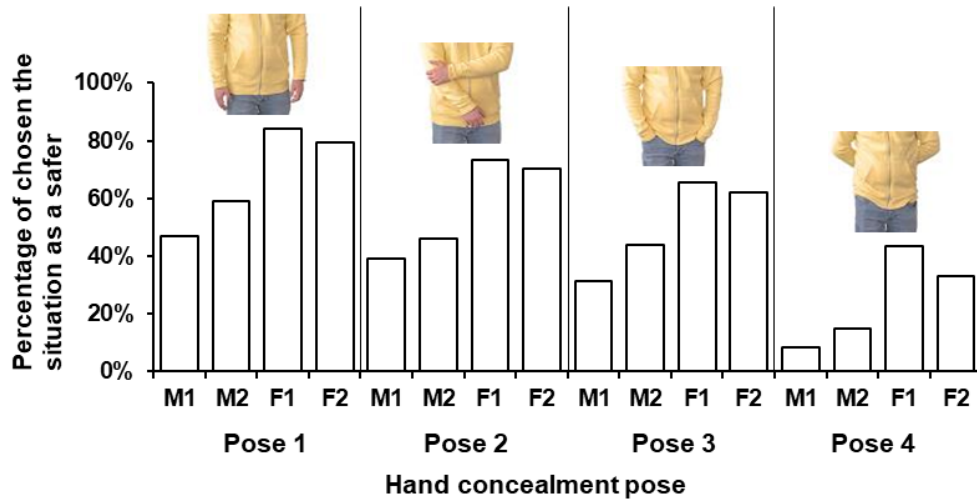 Percentage of chosen the
situation as a safer
100%
80%
60%
40%
20%
0%
M1 M2 F1 F2 M1 M2 F1 F2 M1 M2 F1 F2 M1 M2 F1 F2
Pose 1 Pose 2 Pose 3 Pose 4
Hand concealment pose